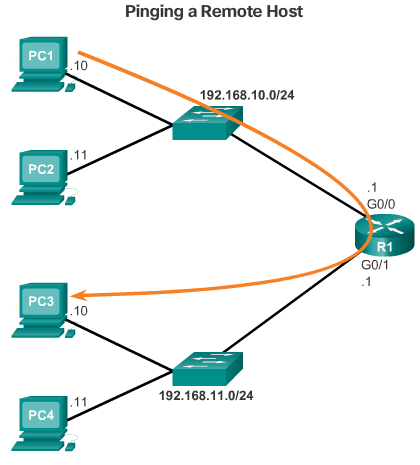 Pinging a Remote Host
PC1
.10
192.168.10.0/24
PC2
.11
.1
G0/0
R1
G0/1
.1
PC3
.10
PC4
.11
192.168.11.0/24